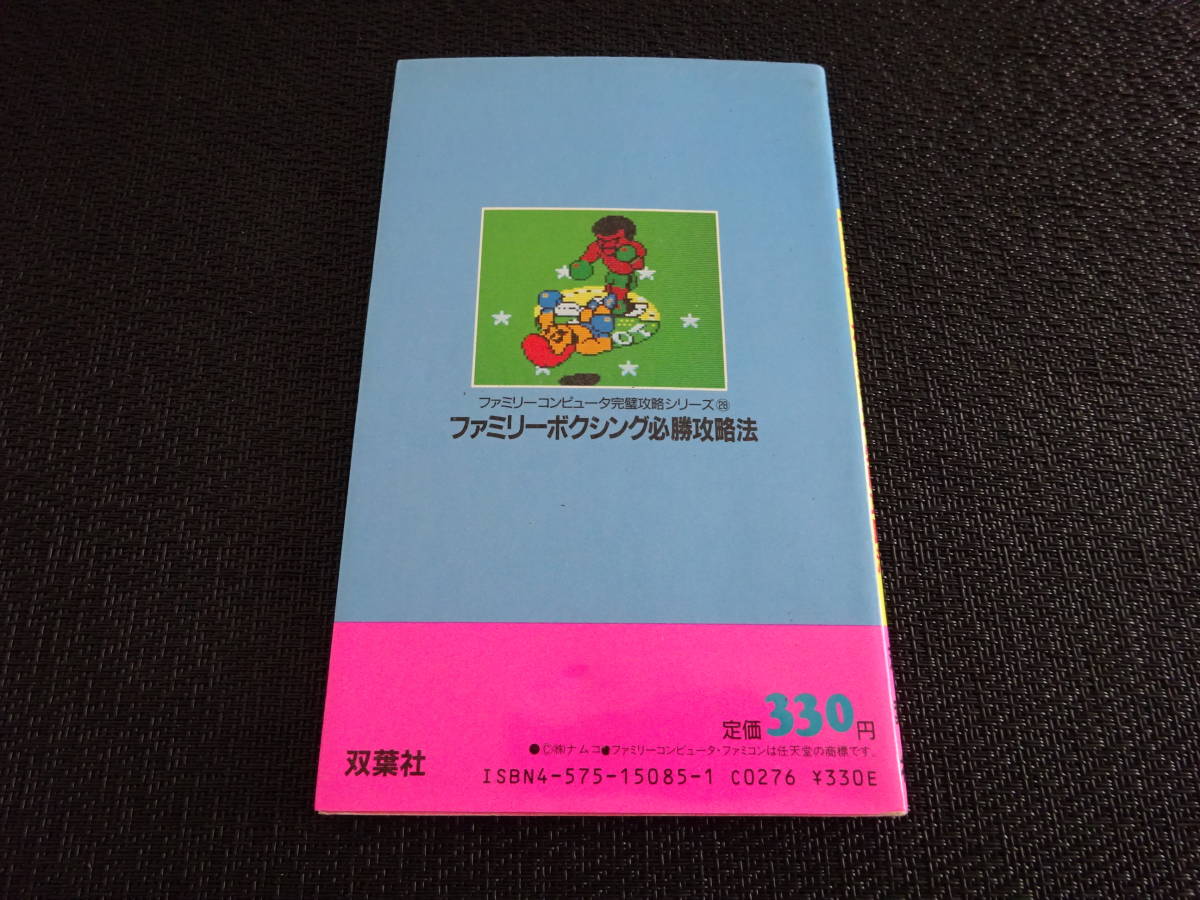 ファミリーコンピュータ完璧攻略シリーズ㉘
ファミリーボクシング必勝攻略法
定価330円
●Ⓒ㈱ナムコ●ファミリーコンピュータ・ファミコンは任天堂の商標です。
双葉社
ISBN4-575-15085-1 C0276 ¥330E